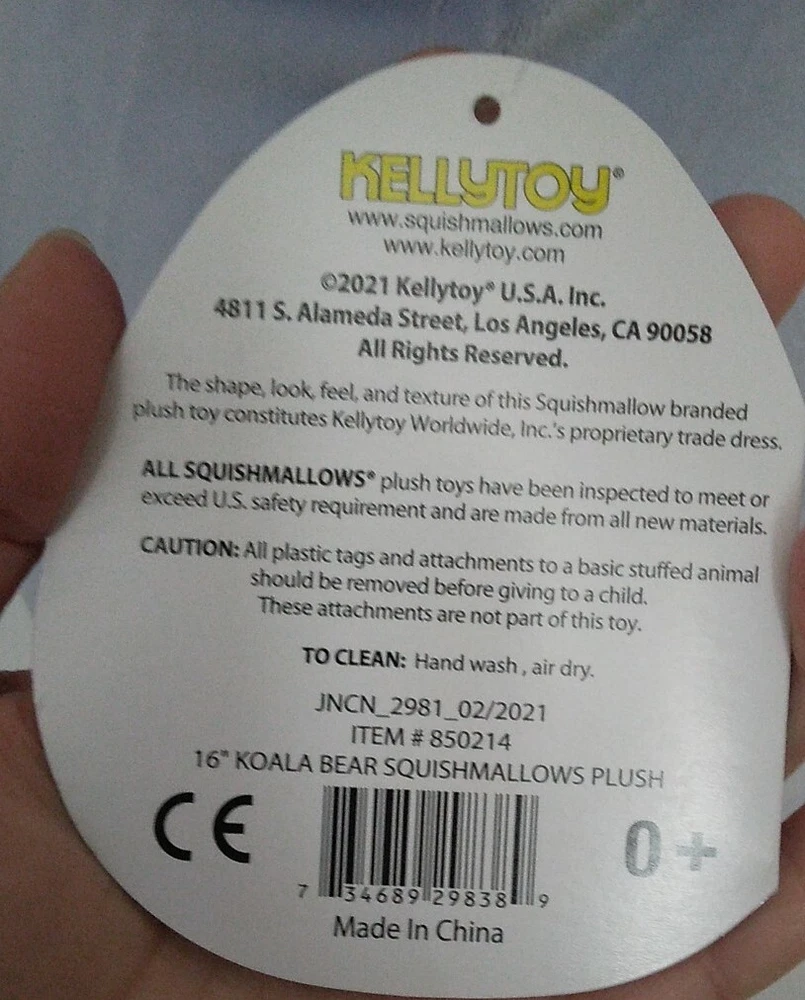 KELLYTOY®
www.squishmallows.com
www.kellytoy.com
©2021 Kellytoy® U.S.A. Inc.
4811 S. Alameda Street, Los Angeles, CA 90058
All Rights Reserved.
The shape, look, feel, and texture of this Squishmallow branded
plush toy constitutes Kellytoy Worldwide, Inc.'s proprietary trade dress.
ALL SQUISHMALLOWS® plush toys have been inspected to meet or
exceed U.S. safety requirement and are made from all new materials.
CAUTION: All plastic tags and attachments to a basic stuffed animal
should be removed before giving to a child.
These attachments are not part of this toy.
TO CLEAN: Hand wash , air dry.
JNCN_2981_02/2021
ITEM # 850214
16" KOALA BEAR SQUISHMALLOWS PLUSH
CE 0+
7 34689 29838 9
Made In China